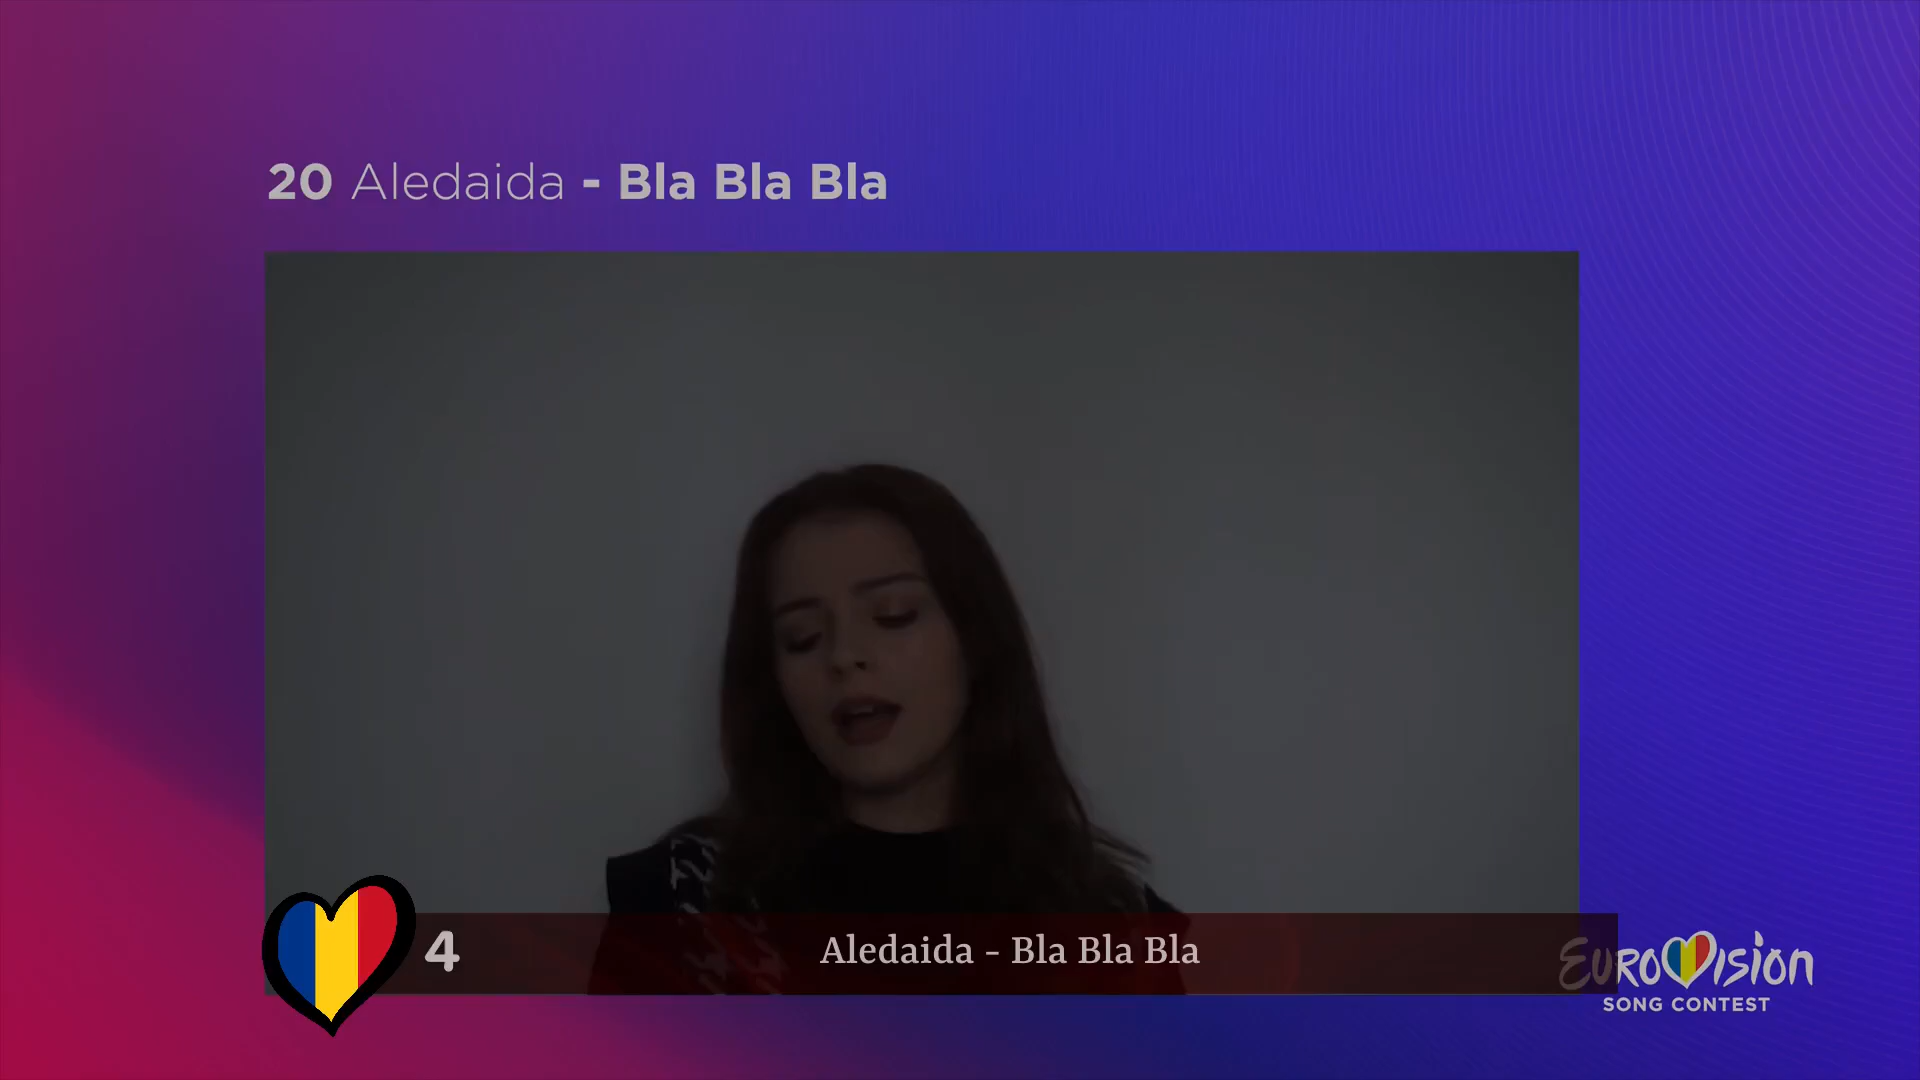 20 Aledaida - Bla Bla Bla
4
Aledaida - Bla Bla Bla
EUROVISION
SONG CONTEST